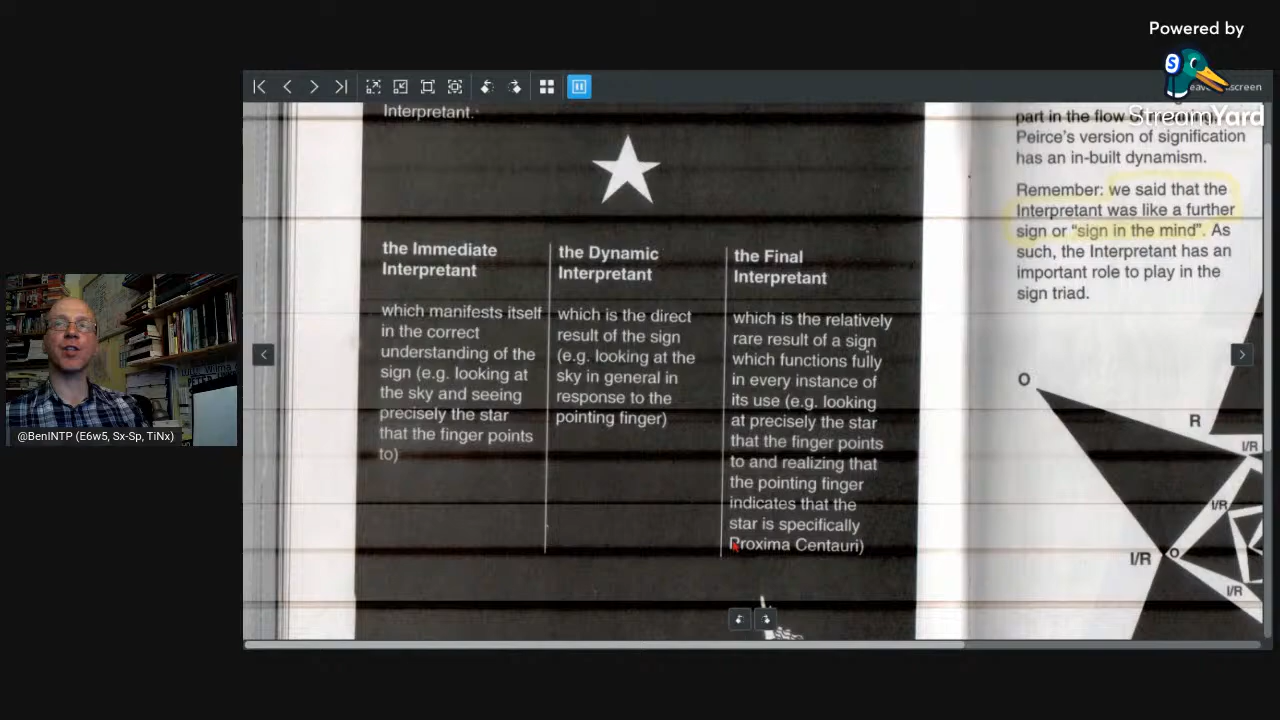 Powered by
StreamYard
Interpretant.
the Immediate
Interpretant
which manifests itself
in the correct
understanding of the
sign (e.g. looking at
the sky and seeing
precisely the star
that the finger points
to)
the Dynamic
Interpretant
which is the direct
result of the sign
(e.g. looking at the
sky in general in
response to the
pointing finger)
the Final
Interpretant
which is the relatively
rare result of a sign
which functions fully
in every instance of
its use (e.g. looking
at precisely the star
that the finger points
to and realizing that
the pointing finger
indicates that the
star is specifically
Proxima Centauri)
part in the flow
Peirce's version of signification
has an in-built dynamism.
Remember: we said that the
Interpretant was like a further
sign or “sign in the mind”. As
such, the Interpretant has an
important role to play in the
sign triad.
O
R
I/R
I/R
I/R
O
I/R
@BenINTP (E6w5, Sx-Sp, TiNx)